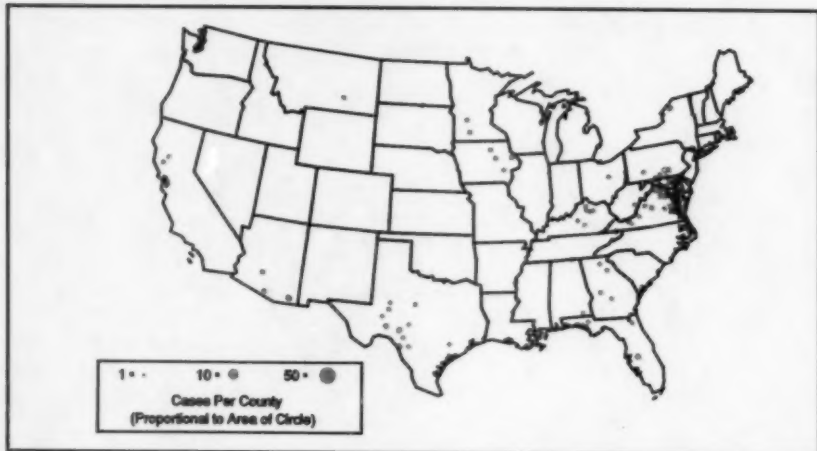 1 = 10 = 50 =
Cases Per County
(Proportional to Area of Circle)